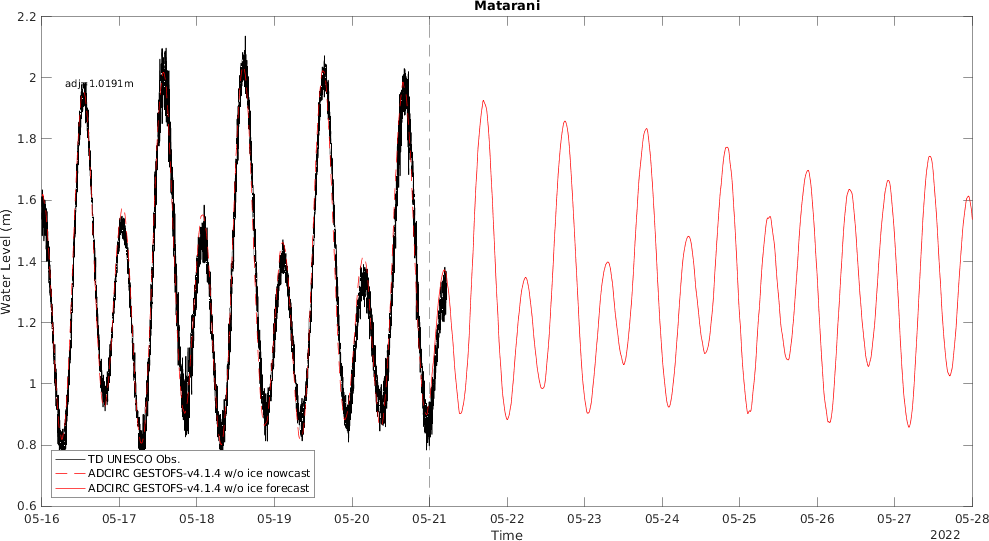 Matarani
2.2
2
1.8
1.6
1.4
1.2
1
0.8
0.6
Water Level (m)
adj: 1.0191m
TD UNESCO Obs.
ADCIRC GESTOFS-v4.1.4 w/o ice nowcast
ADCIRC GESTOFS-v4.1.4 w/o ice forecast
05-16 05-17 05-18 05-19 05-20 05-21 05-22 05-23 05-24 05-25 05-26 05-27 05-28
Time
2022